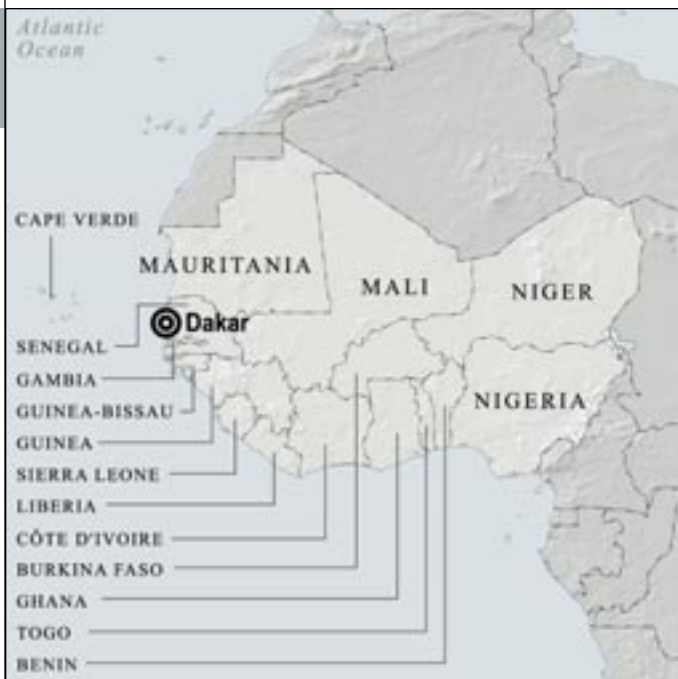 Atlantic
Ocean
CAPE VERDE
MAURITANIA
MALI
NIGER
Dakar
SENEGAL
GAMBIA
NIGERIA
GUINEA-BISSAU
GUINEA
SIERRA LEONE
LIBERIA
CÔTE D'IVOIRE
BURKINA FASO
GHANA
TOGO
BENIN